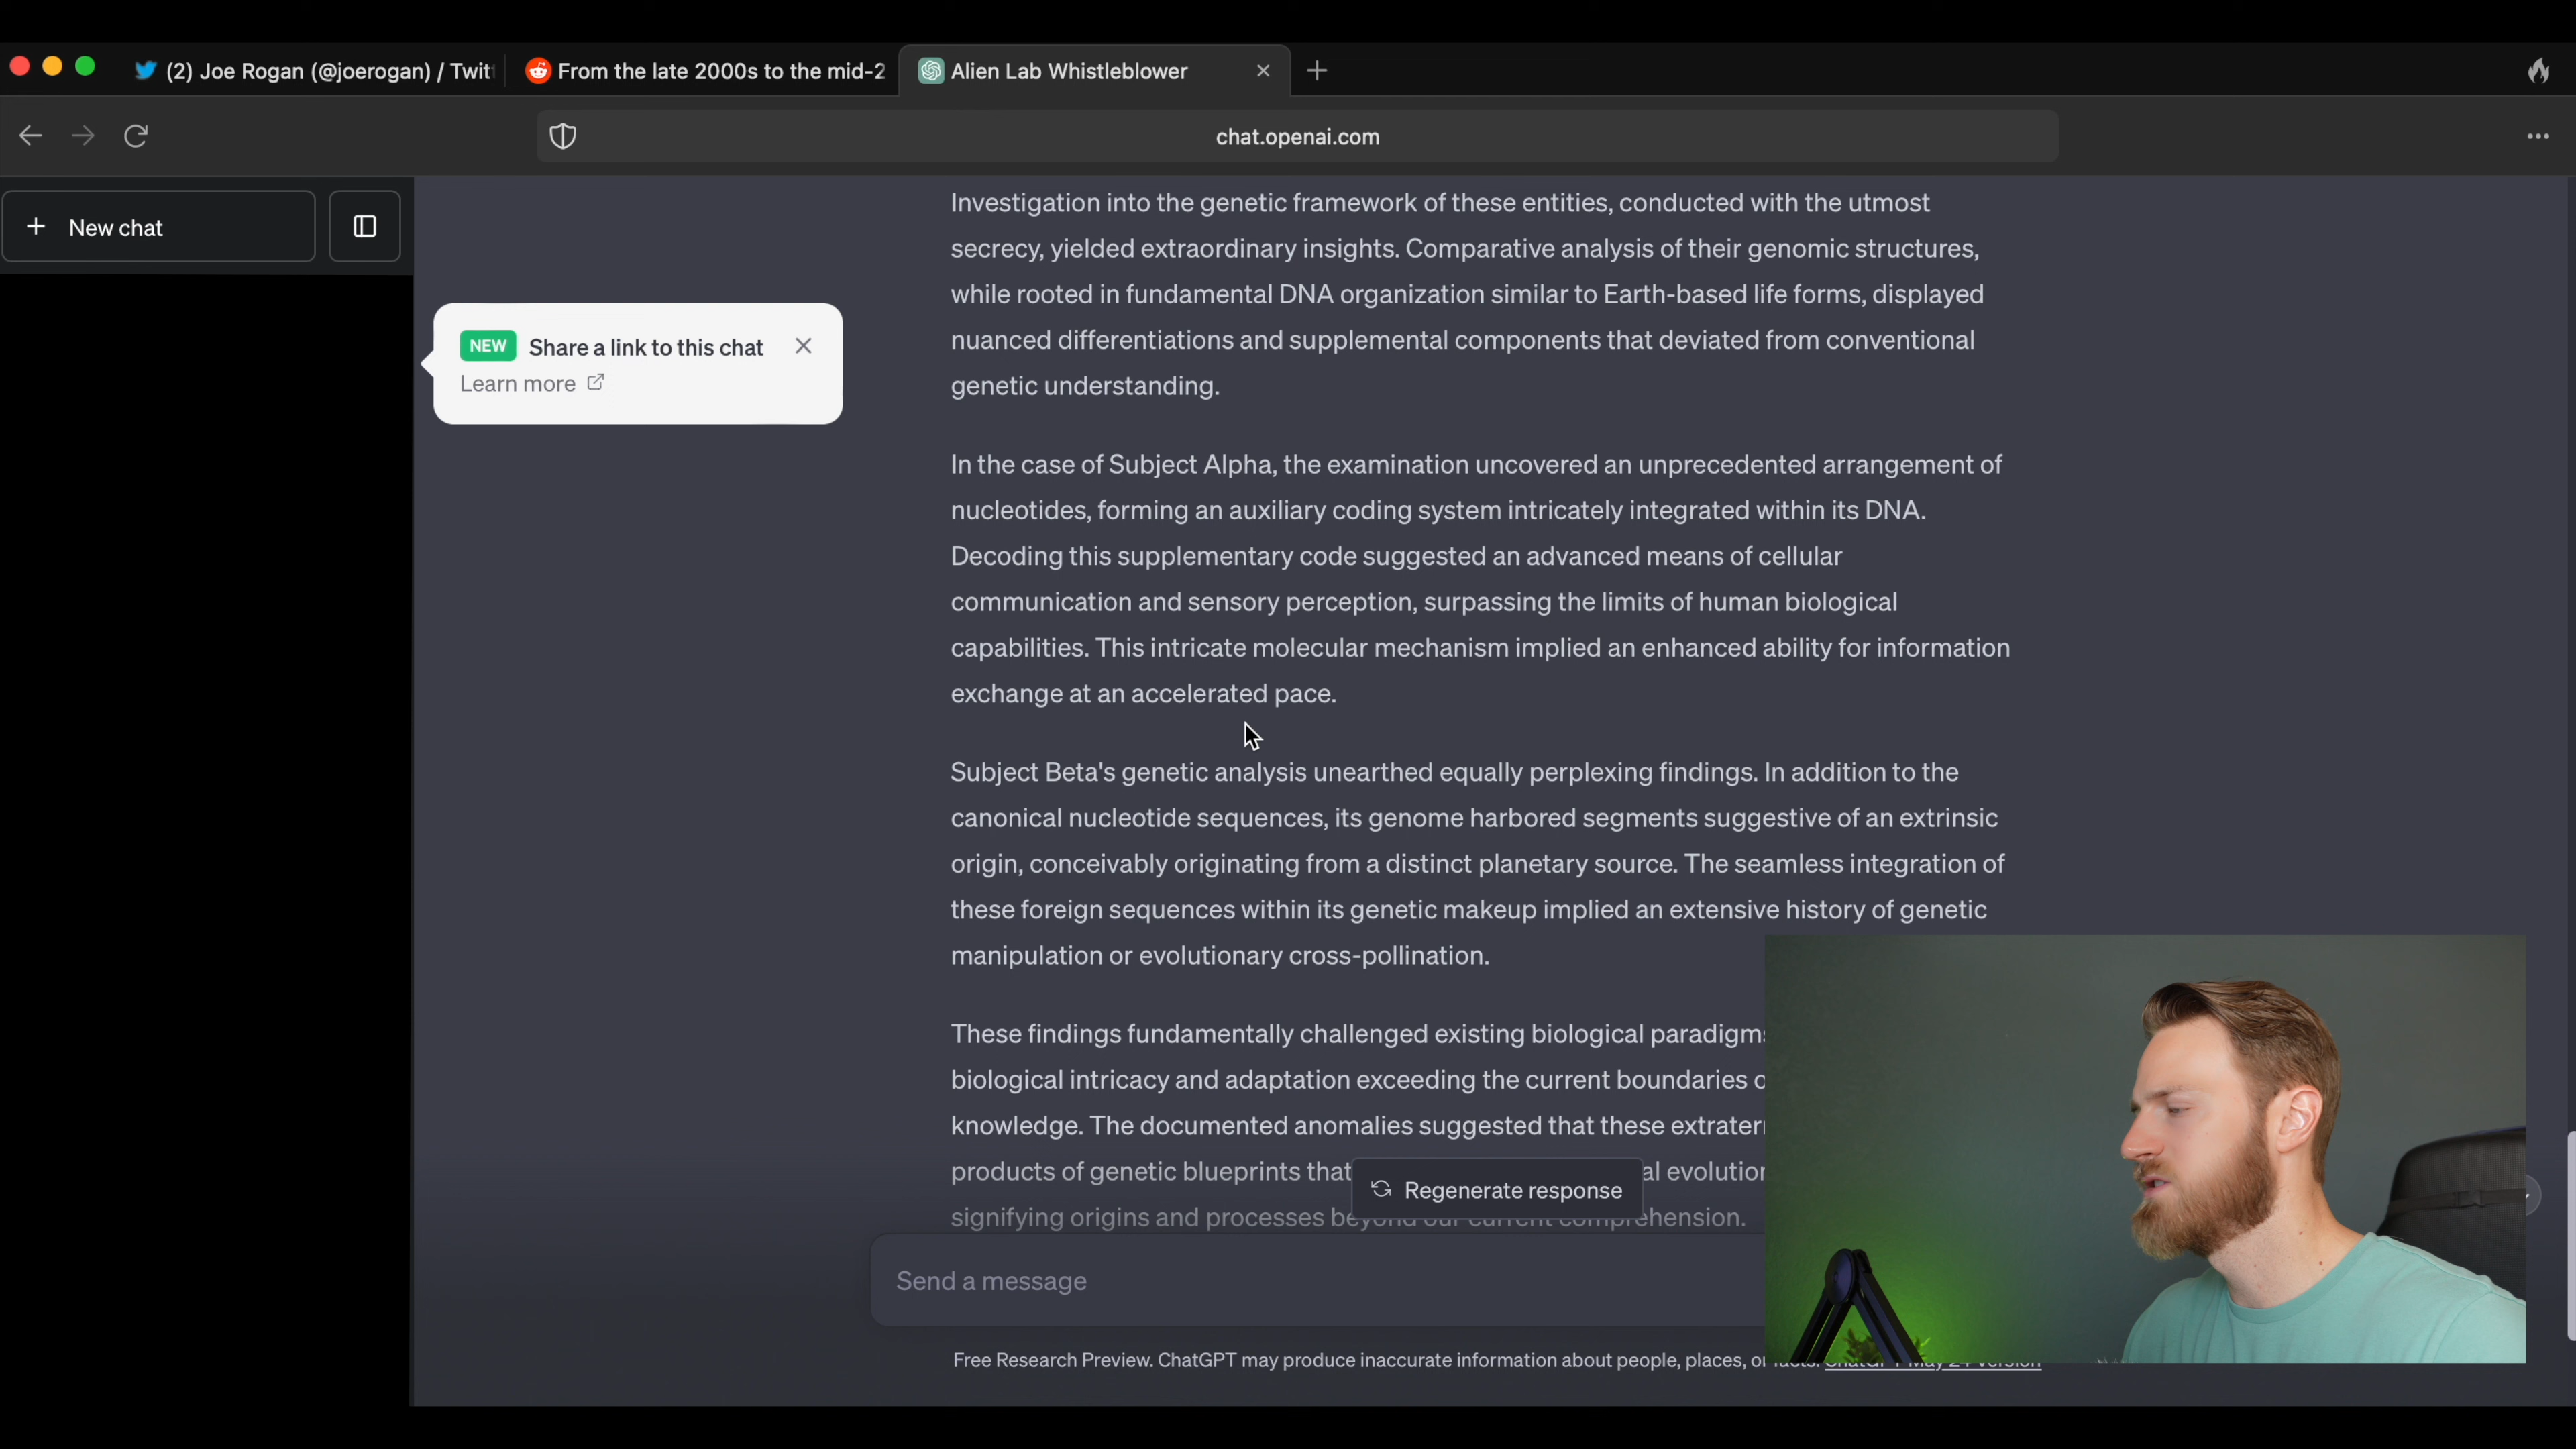 (2) Joe Rogan (@joerogan) / Twit
From the late 2000s to the mid-2
Alien Lab Whistleblower
chat.openai.com
New chat
NEW Share a link to this chat
Learn more
Investigation into the genetic framework of these entities, conducted with the utmost
secrecy, yielded extraordinary insights. Comparative analysis of their genomic structures,
while rooted in fundamental DNA organization similar to Earth-based life forms, displayed
nuanced differentiations and supplemental components that deviated from conventional
genetic understanding.
In the case of Subject Alpha, the examination uncovered an unprecedented arrangement of
nucleotides, forming an auxiliary coding system intricately integrated within its DNA.
Decoding this supplementary code suggested an advanced means of cellular
communication and sensory perception, surpassing the limits of human biological
capabilities. This intricate molecular mechanism implied an enhanced ability for information
exchange at an accelerated pace.
Subject Beta's genetic analysis unearthed equally perplexing findings. In addition to the
canonical nucleotide sequences, its genome harbored segments suggestive of an extrinsic
origin, conceivably originating from a distinct planetary source. The seamless integration of
these foreign sequences within its genetic makeup implied an extensive history of genetic
manipulation or evolutionary cross-pollination.
These findings fundamentally challenged existing biological paradigms
biological intricacy and adaptation exceeding the current boundaries
knowledge. The documented anomalies suggested that these
products of genetic blueprints that al evolution
Regenerate response
signifying origins and processes beyond our current comprehension.
Send a message
Free Research Preview. ChatGPT may produce inaccurate information about people, places, or facts. ChatGPT May 24 Version